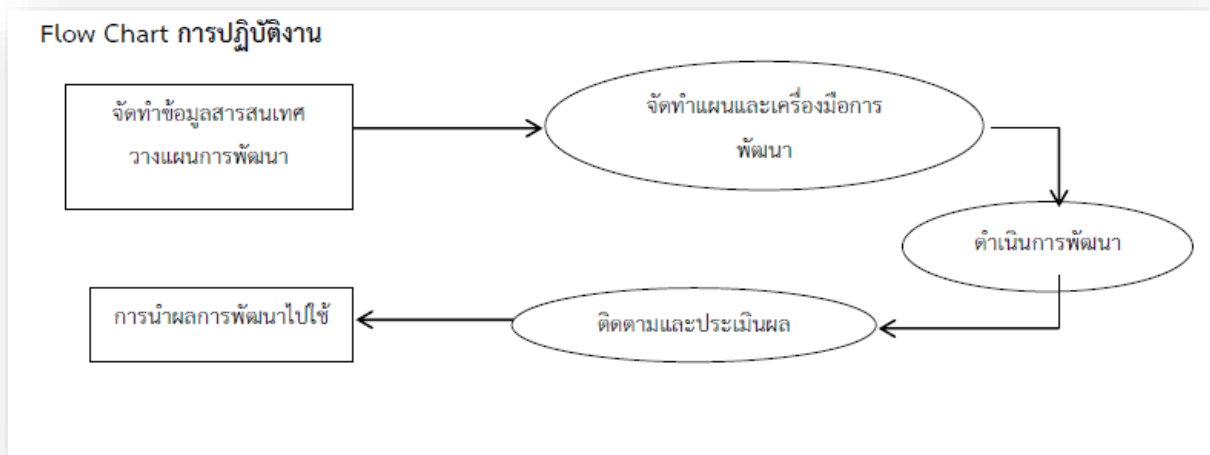 Flow Chart การปฏิบัติงาน
จัดทำข้อมูลสารสนเทศ
วางแผนการพัฒนา
จัดทำแผนและเครื่องมือการ
พัฒนา
ดำเนินการพัฒนา
ติดตามและประเมินผล
การนำผลการพัฒนาไปใช้